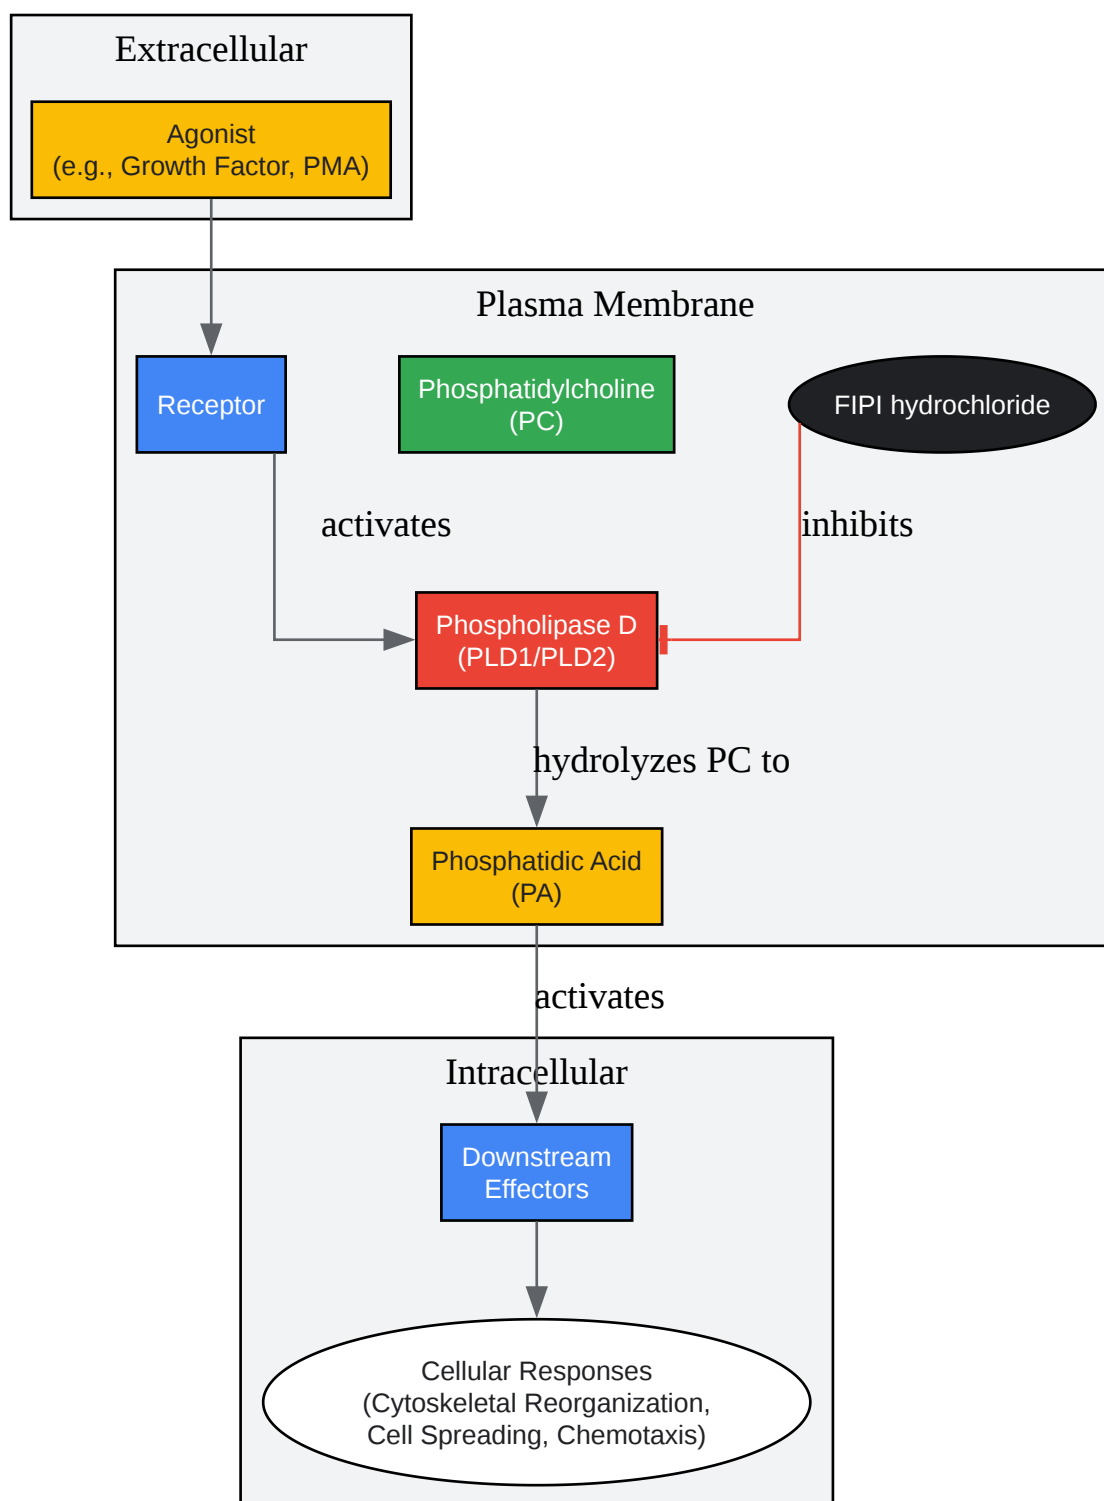 Extracellular
Agonist
(e.g., Growth Factor, PMA)
Plasma Membrane
Receptor
Phosphatidylcholine
(PC)
FIPI hydrochloride
activates
inhibits
Phospholipase D
(PLD1/PLD2)
hydrolyzes PC to
Phosphatidic Acid
(PA)
activates
Intracellular
Downstream
Effectors
Cellular Responses
(Cytoskeletal Reorganization,
Cell Spreading, Chemotaxis)